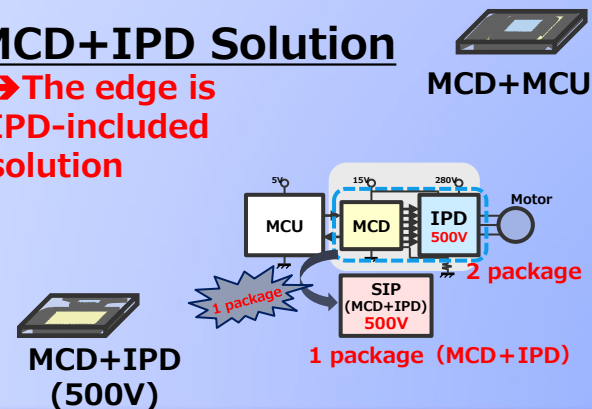 MCD+IPD Solution
➔The edge is
IPD-included
solution
MCD+MCU
5V
15V
280V
Motor
MCU
MCD
IPD
500V
2 package
1 package
SIP
(MCD+IPD)
500V
1 package（MCD+IPD）
MCD+IPD
(500V)